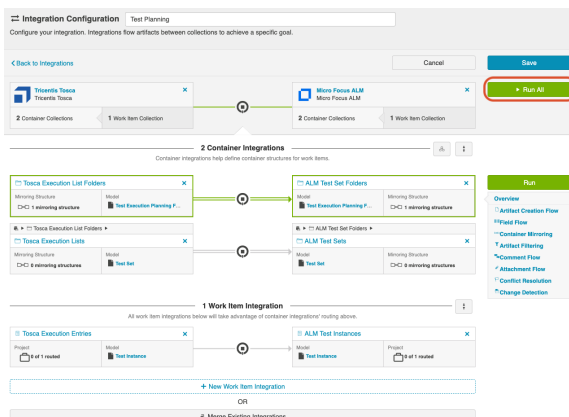 Integration Configuration Test Planning
Configure your integration. Integrations flow artifacts between collections to achieve a specific goal.
Back to Integrations Cancel Save
Tricentis Tosca
Tricentis Tosca
2 Container Collections 1 Work Item Collection
Micro Focus ALM
Micro Focus ALM
2 Container Collections 1 Work Item Collection
Run All
2 Container Integrations
Container integrations help define container structures for work items.
Tosca Execution List Folders
Mirroring Structure Model
1 mirroring structure Test Execution Planning F...
ALM Test Set Folders
Model Mirroring Structure
Test Execution Planning F... 1 mirroring structure
Tosca Execution List Folders
Tosca Execution Lists
Mirroring Structure Model
0 mirroring structures Test Set
ALM Test Set Folders
ALM Test Sets
Model Mirroring Structure
Test Set 0 mirroring structures
Run
Overview
Artifact Creation Flow
Field Flow
Container Mirroring
Artifact Filtering
Comment Flow
Attachment Flow
Conflict Resolution
Change Detection
1 Work Item Integration
All work item integrations below will take advantage of container integrations' routing above.
Tosca Execution Entries
Project Model
0 of 1 routed Test Instance
ALM Test Instances
Model Project
Test Instance 0 of 1 routed
+ New Work Item Integration
OR
Merge Existing Integrations